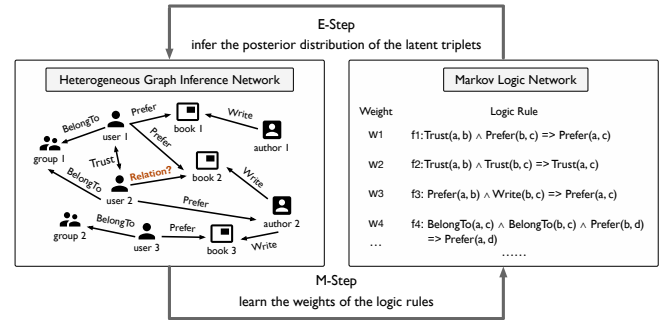 E-Step
infer the posterior distribution of the latent triplets
Heterogeneous Graph Inference Network
BelongTo
user 1
Prefer
book 1
Write
author 1
group 1
Prefer
Trust
BelongTo
Relation?
book 2
user 2
Write
Prefer
author 2
group 2
BelongTo
user 3
Prefer
book 3
Write
Markov Logic Network
Weight
Logic Rule
W1
f1:Trust(a, b) ∧ Prefer(b, c) => Prefer(a, c)
W2
f2:Trust(a, b) ∧ Trust(b, c) => Trust(a, c)
W3
f3: Prefer(a, b) ∧ Write(b, c) => Prefer(a, c)
W4
f4: BelongTo(a, c) ∧ BelongTo(b, c) ∧ Prefer(b, d)
=> Prefer(a, d)
...
......
M-Step
learn the weights of the logic rules